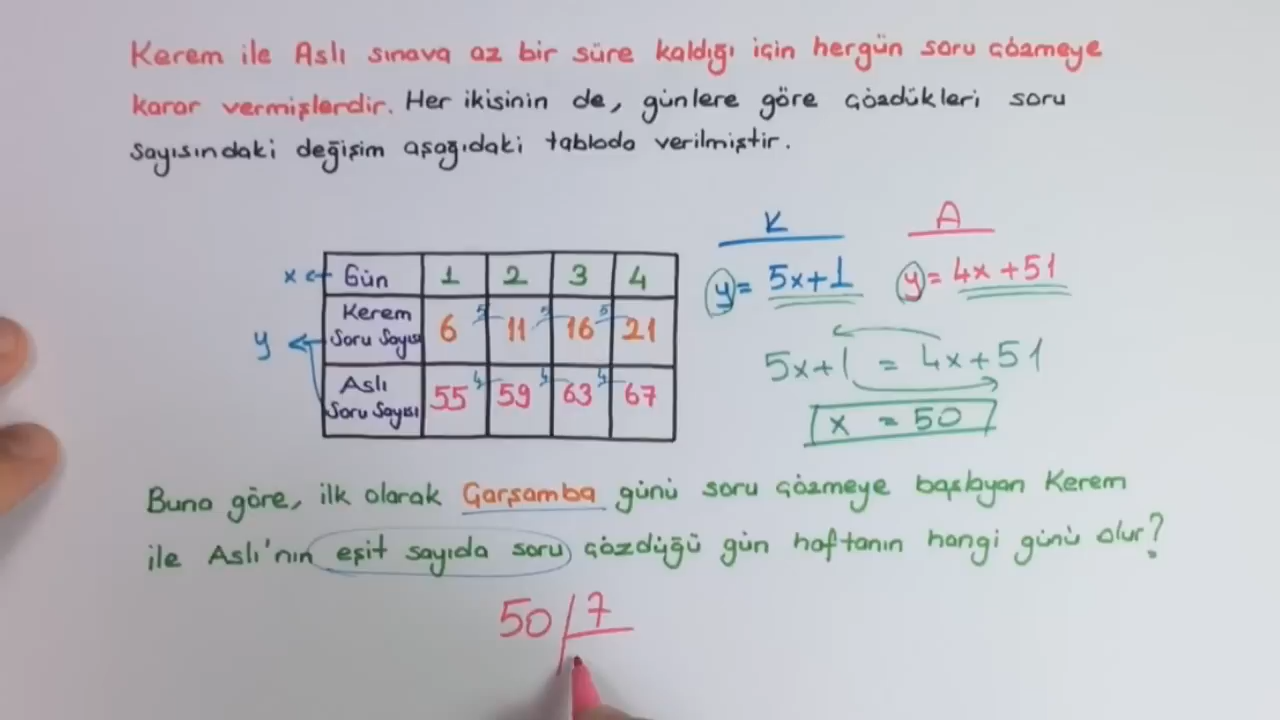 Kerem ile Aslı sınava az bir süre kaldığı için hergün soru çözmeye
karar vermişlerdir. Her ikisinin de, günlere göre çözdükleri soru
sayısındaki değişim aşağıdaki tabloda verilmiştir.
K A
x ← Gün 1 2 3 4
y = 5x+1 y = 4x+51
Kerem Soru Sayısı 6 5 11 5 16 5 21
y ←
5x+1 = 4x+51
Aslı Soru Sayısı 55 4 59 4 63 4 67
x = 50
Buna göre, ilk olarak Çarşamba günü soru çözmeye başlayan Kerem
ile Aslı'nın eşit sayıda soru çözdüğü gün haftanın hangi günü olur?
50 7